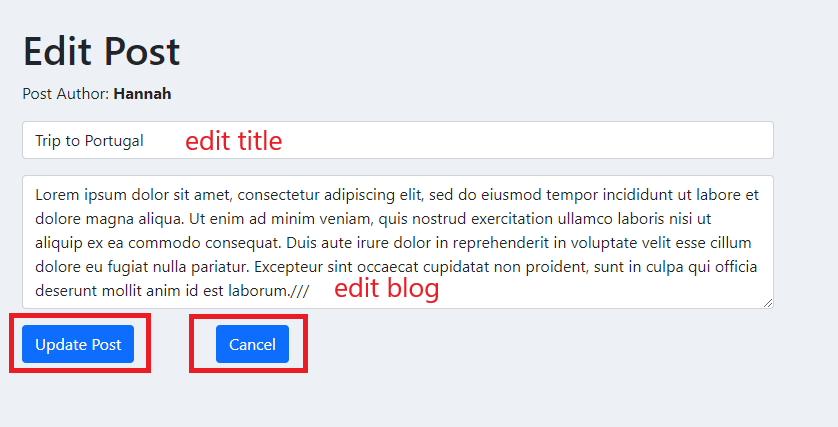 Edit Post
Post Author: Hannah
Trip to Portugal edit title
Lorem ipsum dolor sit amet, consectetur adipiscing elit, sed do eiusmod tempor incididunt ut labore et
dolore magna aliqua. Ut enim ad minim veniam, quis nostrud exercitation ullamco laboris nisi ut
aliquip ex ea commodo consequat. Duis aute irure dolor in reprehenderit in voluptate velit esse cillum
dolore eu fugiat nulla pariatur. Excepteur sint occaecat cupidatat non proident, sunt in culpa qui officia
deserunt mollit anim id est laborum./// edit blog
Update Post Cancel